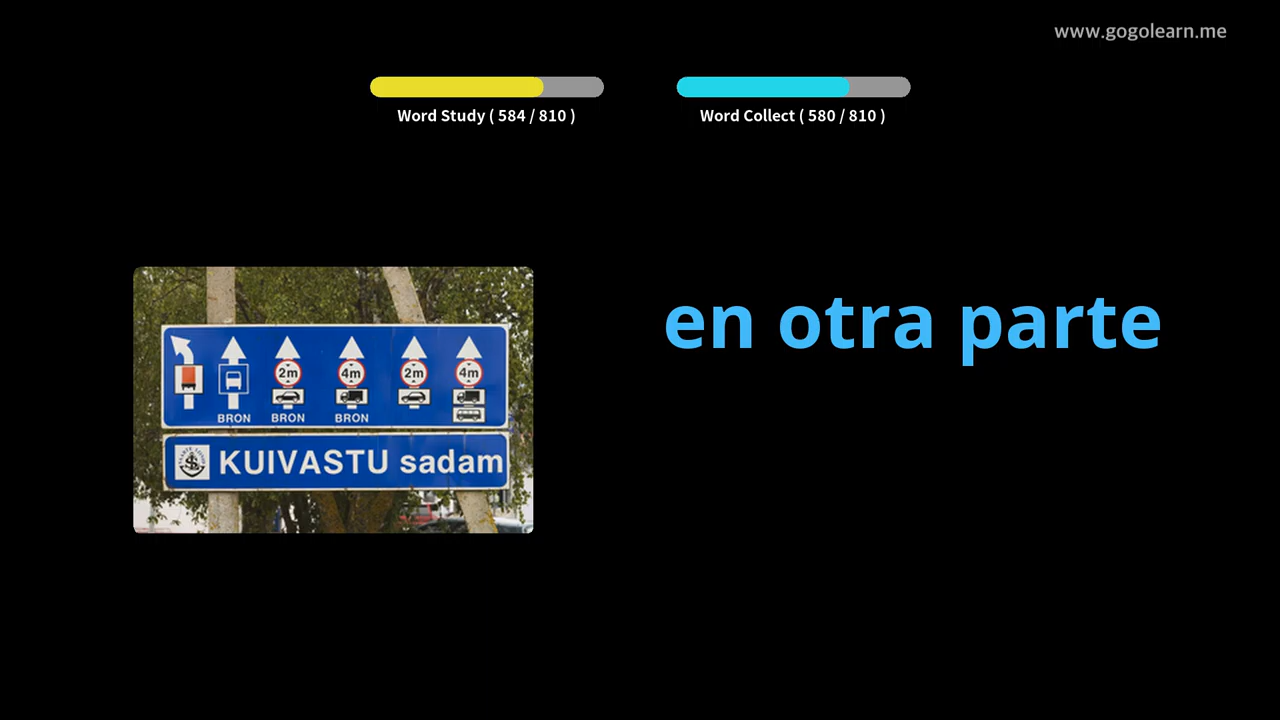 www.gogolearn.me
Word Study ( 584 / 810 )
Word Collect ( 580 / 810 )
en otra parte
2m 4m 2m 4m
BRON BRON BRON
KUIVASTU sadam